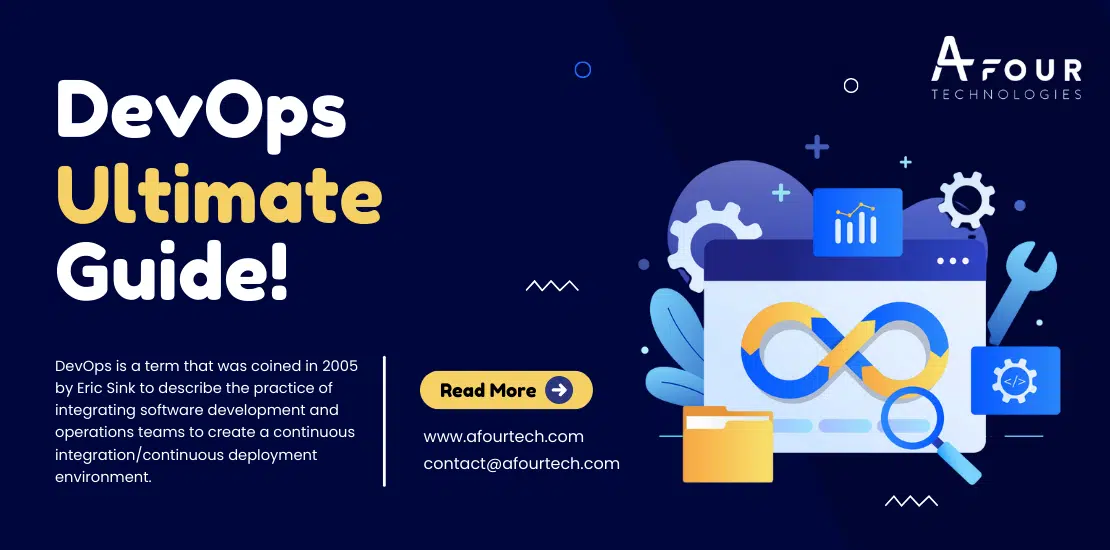 DevOps
Ultimate
Guide!
DevOps is a term that was coined in 2005
by Eric Sink to describe the practice of
integrating software development and
operations teams to create a continuous
integration/continuous deployment
environment.
Read More
www.afourtech.com
contact@afourtech.com
AFOUR
TECHNOLOGIES
</>